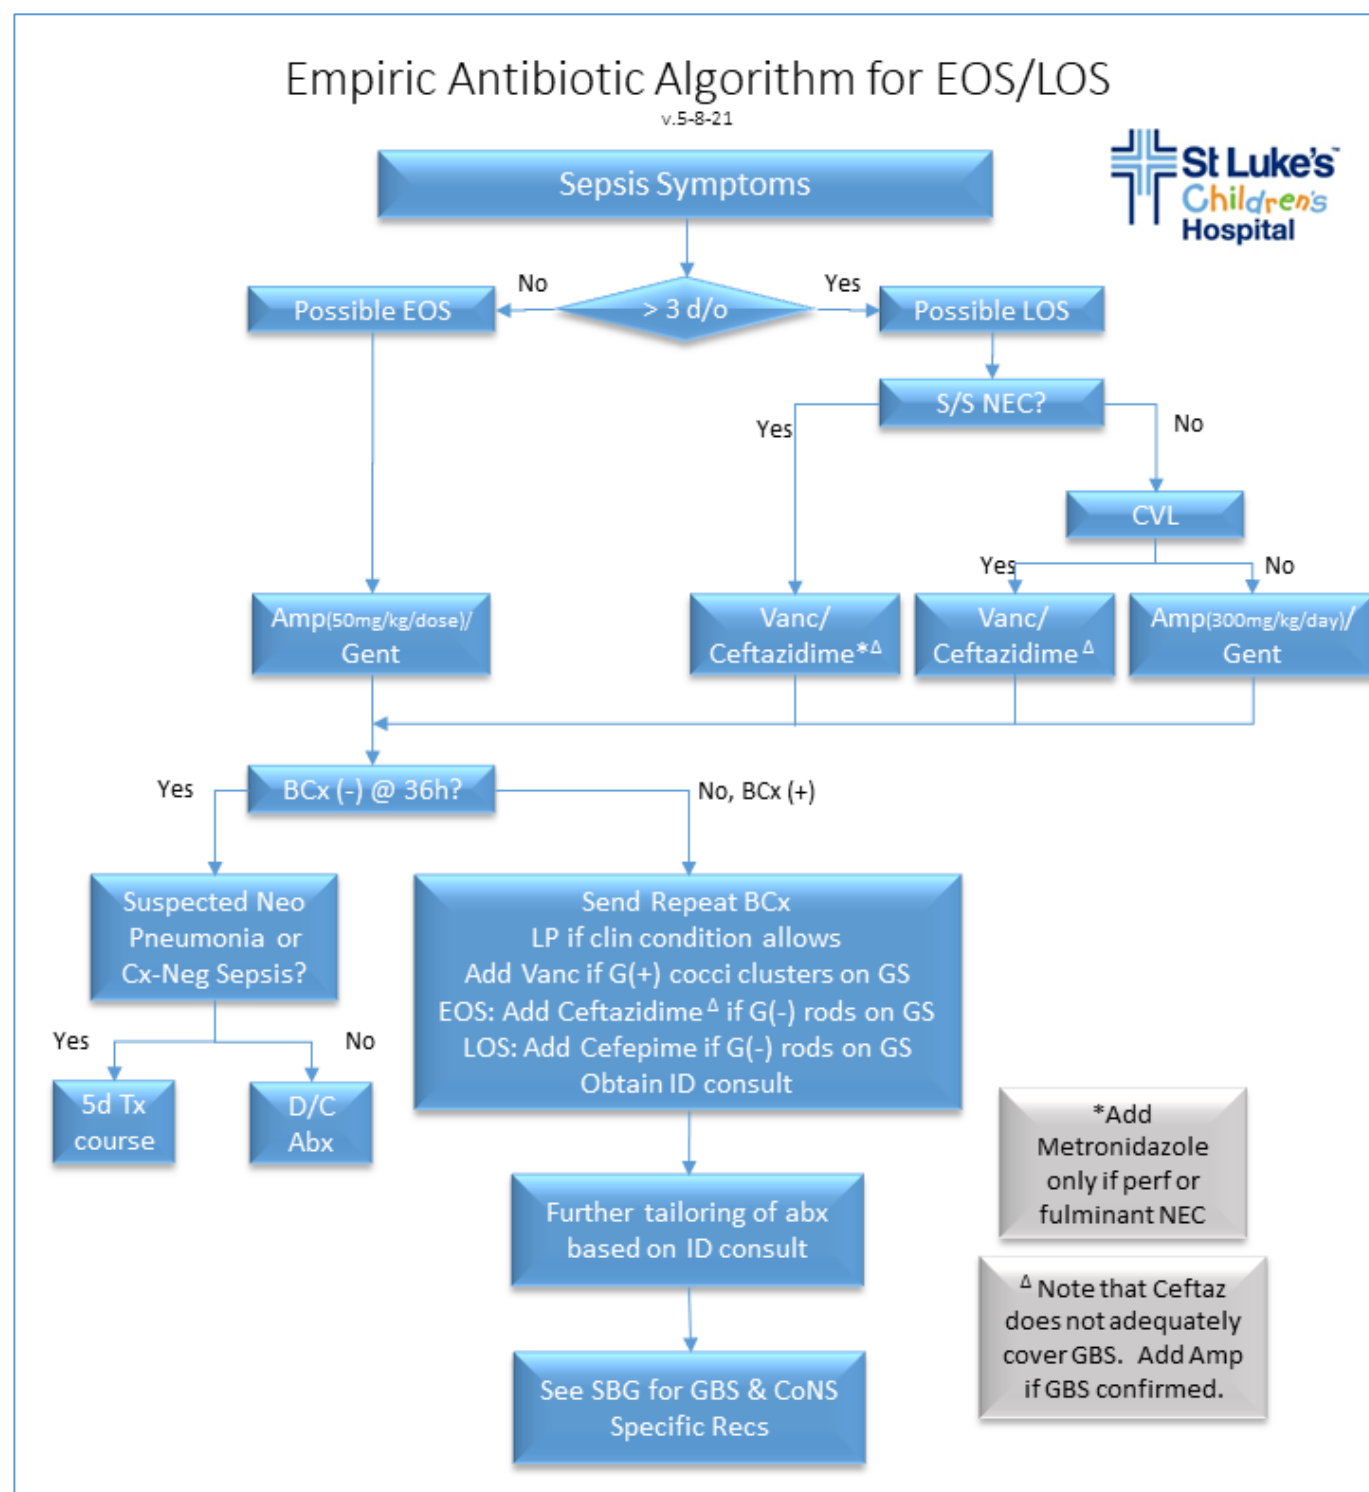 Empiric Antibiotic Algorithm for EOS/LOS
v.5-8-21
St Luke's™
Children's
Hospital
Sepsis Symptoms
No
Yes
Possible EOS
> 3 d/o
Possible LOS
S/S NEC?
Yes
No
CVL
Yes
No
Amp(50mg/kg/dose)/
Gent
Vanc/
Ceftazidime*Δ
Vanc/
CeftazidimeΔ
Amp(300mg/kg/day)/
Gent
Yes
BCx (-) @ 36h?
No, BCx (+)
Suspected Neo
Pneumonia or
Cx-Neg Sepsis?
Send Repeat BCx
LP if clin condition allows
Add Vanc if G(+) cocci clusters on GS
EOS: Add CeftazidimeΔ if G(-) rods on GS
LOS: Add Cefepime if G(-) rods on GS
Obtain ID consult
Yes
No
5d Tx
course
D/C
Abx
*Add
Metronidazole
only if perf or
fulminant NEC
Further tailoring of abx
based on ID consult
Δ Note that Ceftaz
does not adequately
cover GBS. Add Amp
if GBS confirmed.
See SBG for GBS & CoNS
Specific Recs